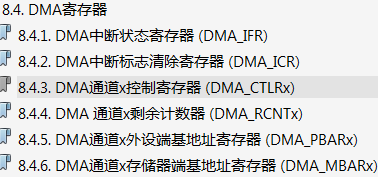 8.4. DMA寄存器
8.4.1. DMA中断状态寄存器 (DMA_IFR)
8.4.2. DMA中断标志清除寄存器 (DMA_ICR)
8.4.3. DMA通道x控制寄存器 (DMA_CTLRx)
8.4.4. DMA 通道x剩余计数器 (DMA_RCNTx)
8.4.5. DMA通道x外设端基地址寄存器 (DMA_PBARx)
8.4.6. DMA通道x存储器端基地址寄存器 (DMA_MBARx)